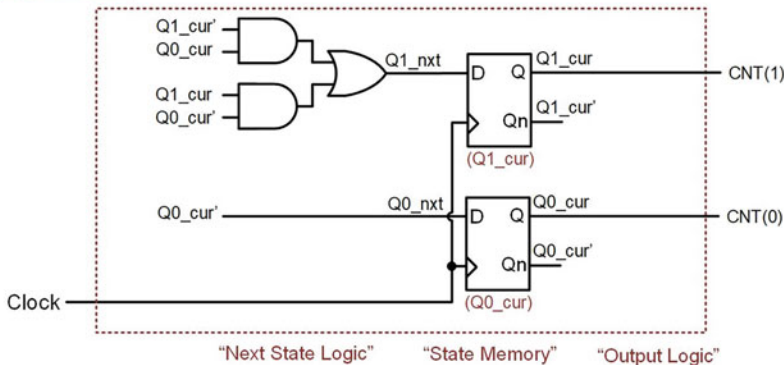 Q1_cur'
Q0_cur
Q1_cur
Q0_cur'
Q1_nxt
D
Q
Qn
Q1_cur
Q1_cur'
(Q1_cur)
CNT(1)
Q0_cur'
Q0_nxt
D
Q
Qn
Q0_cur
Q0_cur'
(Q0_cur)
CNT(0)
Clock
“Next State Logic”
“State Memory”
“Output Logic”